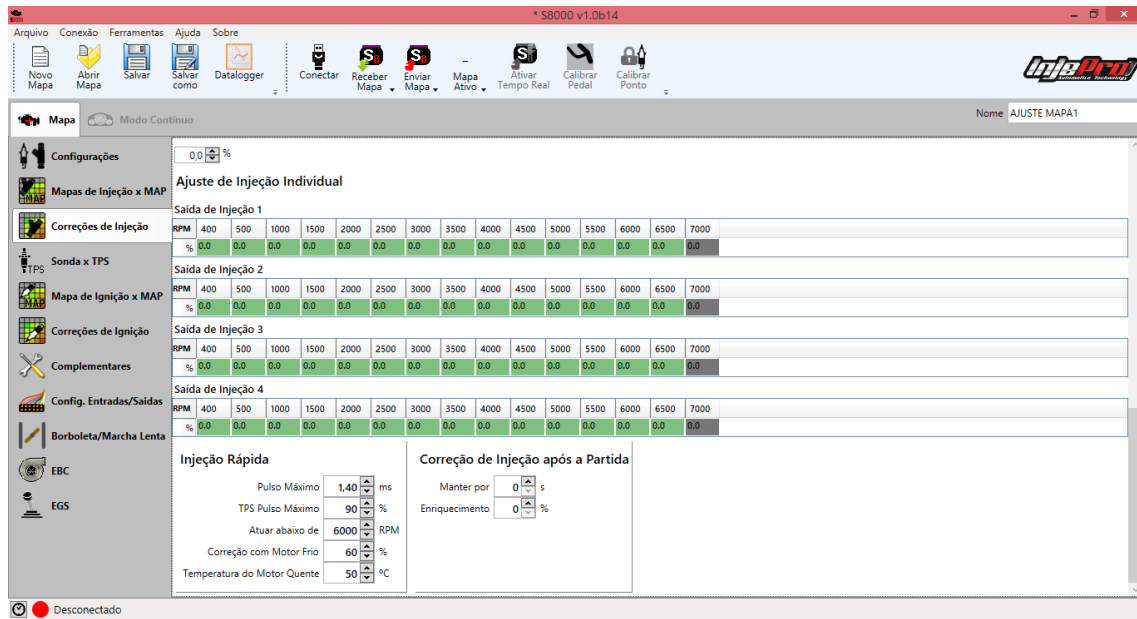 * S8000 v1.0b14
Arquivo Conexão Ferramentas Ajuda Sobre
Novo Mapa
Abrir Mapa
Salvar
Salvar como
Datalogger
Conectar
Receber Mapa
Enviar Mapa
Mapa Ativo
Ativar Tempo Real
Calibrar Pedal
Calibrar Ponto
InjePro
Automotive Technology
Mapa
Modo Contínuo
Nome AJUSTE MAPA1
Configurações
MAP Mapas de Injeção x MAP
Correções de Injeção
TPS Sonda x TPS
MAP Mapa de Ignição x MAP
Correções de Ignição
Complementares
Config. Entradas/Saidas
Borboleta/Marcha Lenta
EBC
EGS
0,0 %
Ajuste de Injeção Individual
Saída de Injeção 1
RPM 400 500 1000 1500 2000 2500 3000 3500 4000 4500 5000 5500 6000 6500 7000
% 0.0 0.0 0.0 0.0 0.0 0.0 0.0 0.0 0.0 0.0 0.0 0.0 0.0 0.0 0.0
Saída de Injeção 2
RPM 400 500 1000 1500 2000 2500 3000 3500 4000 4500 5000 5500 6000 6500 7000
% 0.0 0.0 0.0 0.0 0.0 0.0 0.0 0.0 0.0 0.0 0.0 0.0 0.0 0.0 0.0
Saída de Injeção 3
RPM 400 500 1000 1500 2000 2500 3000 3500 4000 4500 5000 5500 6000 6500 7000
% 0.0 0.0 0.0 0.0 0.0 0.0 0.0 0.0 0.0 0.0 0.0 0.0 0.0 0.0 0.0
Saída de Injeção 4
RPM 400 500 1000 1500 2000 2500 3000 3500 4000 4500 5000 5500 6000 6500 7000
% 0.0 0.0 0.0 0.0 0.0 0.0 0.0 0.0 0.0 0.0 0.0 0.0 0.0 0.0 0.0
Injeção Rápida
Pulso Máximo 1,40 ms
TPS Pulso Máximo 90 %
Atuar abaixo de 6000 RPM
Correção com Motor Frio 60 %
Temperatura do Motor Quente 50 ºC
Correção de Injeção após a Partida
Manter por 0 s
Enriquecimento 0 %
Desconectado